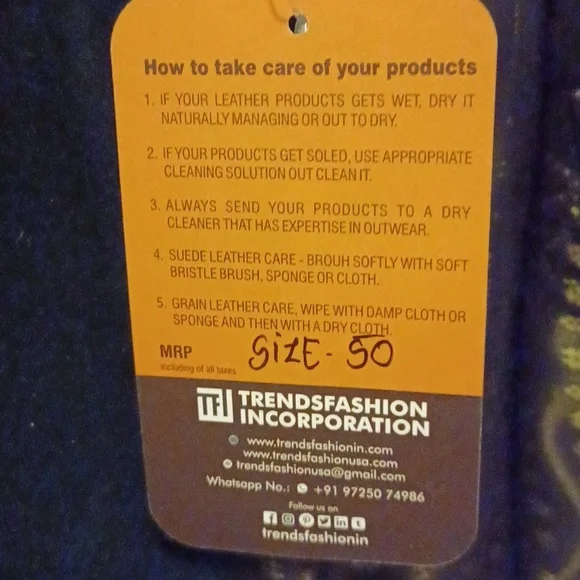 How to take care of your products
1. IF YOUR LEATHER PRODUCTS GETS WET, DRY IT
NATURALLY MANAGING OR OUT TO DRY.
2. IF YOUR PRODUCTS GET SOLED, USE APPROPRIATE
CLEANING SOLUTION OUT CLEAN IT.
3. ALWAYS SEND YOUR PRODUCTS TO A DRY
CLEANER THAT HAS EXPERTISE IN OUTWEAR.
4. SUEDE LEATHER CARE - BROUH SOFTLY WITH SOFT
BRISTLE BRUSH, SPONGE OR CLOTH.
5. GRAIN LEATHER CARE, WIPE WITH DAMP CLOTH OR
SPONGE AND THEN WITH A DRY CLOTH.
MRP SIZE - 50
Including of all taxes
TF TRENDSFASHION
INCORPORATION
www.trendsfashionin.com
www.trendsfashionusa.com
trendsfashionusa@gmail.com
Whatsapp No.: +91 97250 74986
Follow us on
trendsfashionin